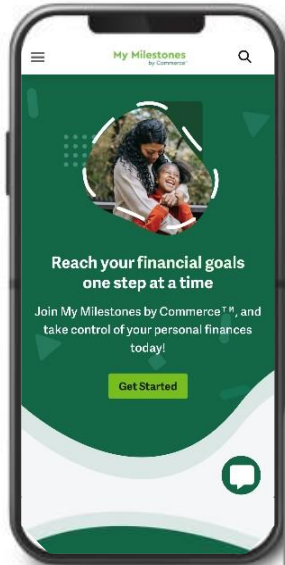 My Milestones
by Commerce™
Reach your financial goals
one step at a time
Join My Milestones by Commerce™, and
take control of your personal finances
today!
Get Started